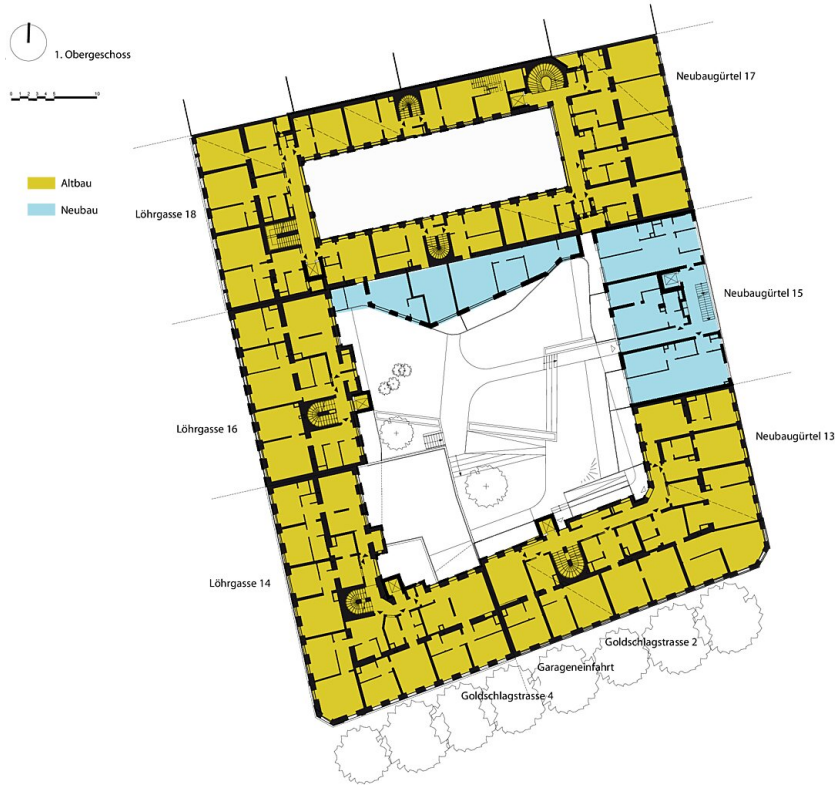 1. Obergeschoss
0 1 2 3 4 5 10
Altbau
Neubau
Neubaugürtel 17
Löhrgasse 18
Neubaugürtel 15
Löhrgasse 16
Neubaugürtel 13
Löhrgasse 14
Goldschlagstrasse 2
Garageneinfahrt
Goldschlagstrasse 4